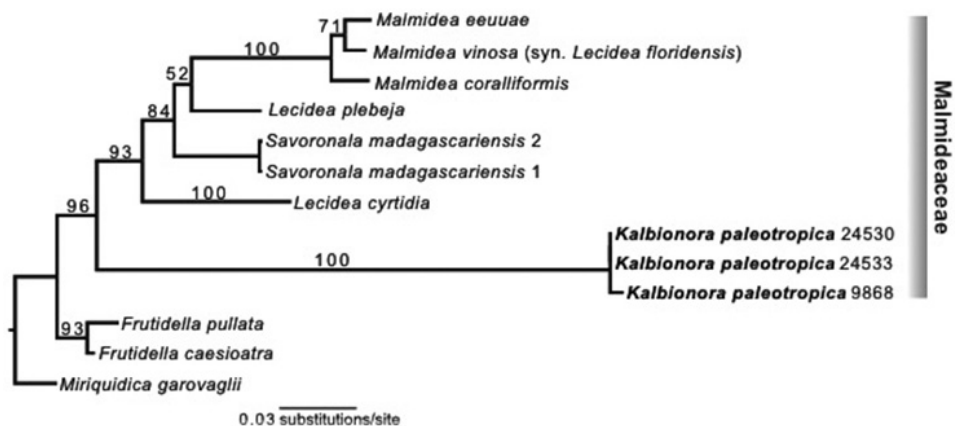 71 Malmidea eeuuae
Malmidea vinosa (syn. Lecidea floridensis)
100
Malmidea coralliformis
52
Lecidea plebeja
84
Savoronala madagascariensis 2
93
Savoronala madagascariensis 1
100
Lecidea cyrtidia
96
Kalbionora paleotropica 24530
100
Kalbionora paleotropica 24533
Kalbionora paleotropica 9868
93
Frutidella pullata
Frutidella caesioatra
Miriquidica garovaglii
0.03 substitutions/site
Malmideaceae